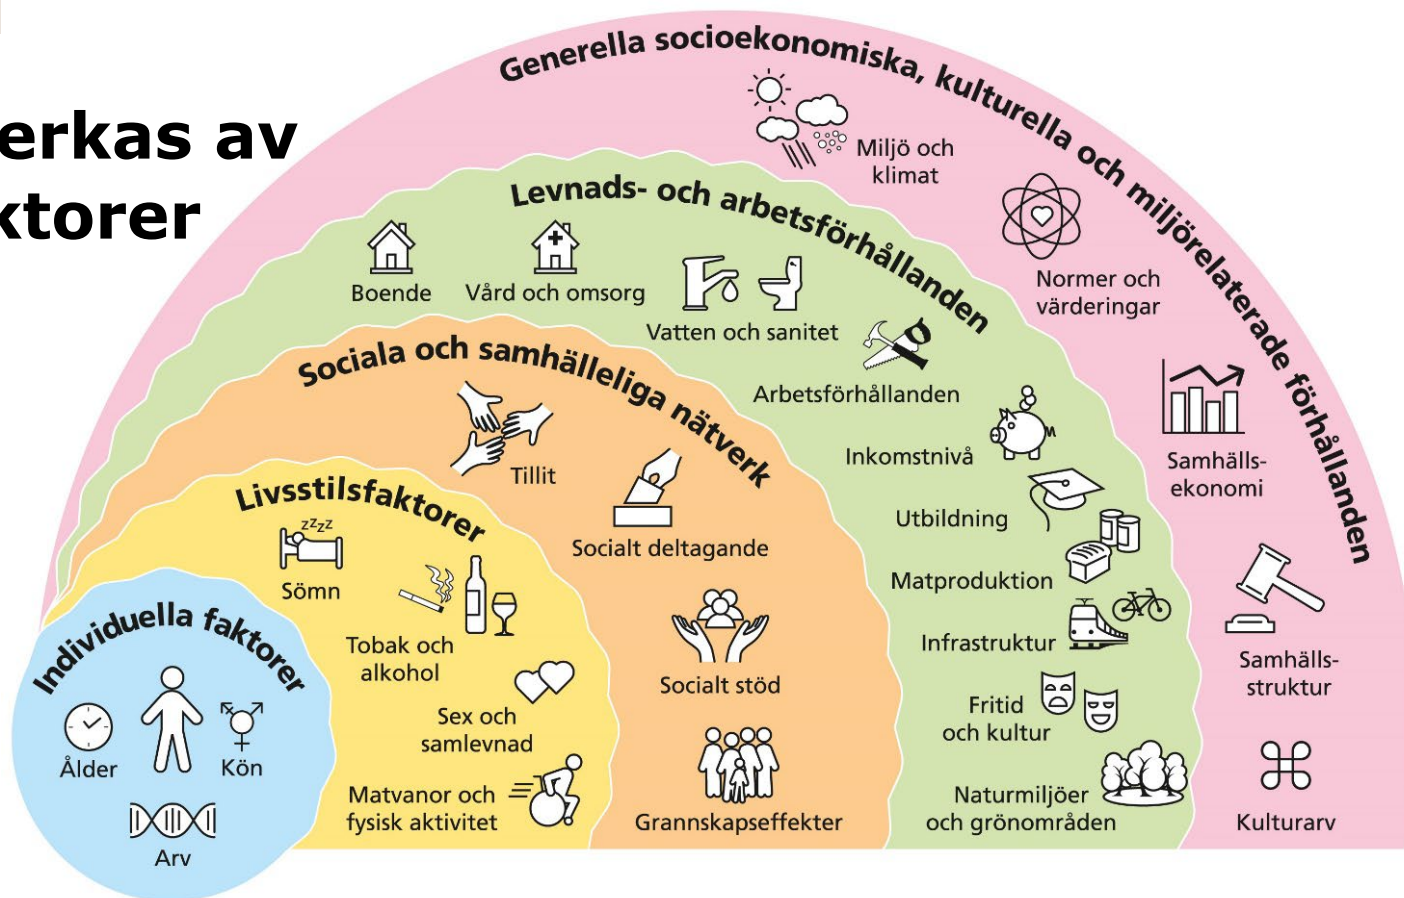 erkas av
ktorer
Generella socioekonomiska, kulturella och miljörelaterade förhållanden
Miljö och
klimat
Normer och
värderingar
Samhälls-
ekonomi
Samhälls-
struktur
Kulturarv
Levnads- och arbetsförhållanden
Boende
Vård och omsorg
Vatten och sanitet
Arbetsförhållanden
Inkomstnivå
Utbildning
Matproduktion
Infrastruktur
Fritid
och kultur
Naturmiljöer
och grönområden
Sociala och samhälleliga nätverk
Tillit
Socialt deltagande
Socialt stöd
Grannskapseffekter
Livsstilsfaktorer
zzzz
Sömn
Tobak och
alkohol
Sex och
samlevnad
Matvanor och
fysisk aktivitet
Individuella faktorer
Ålder
Kön
Arv